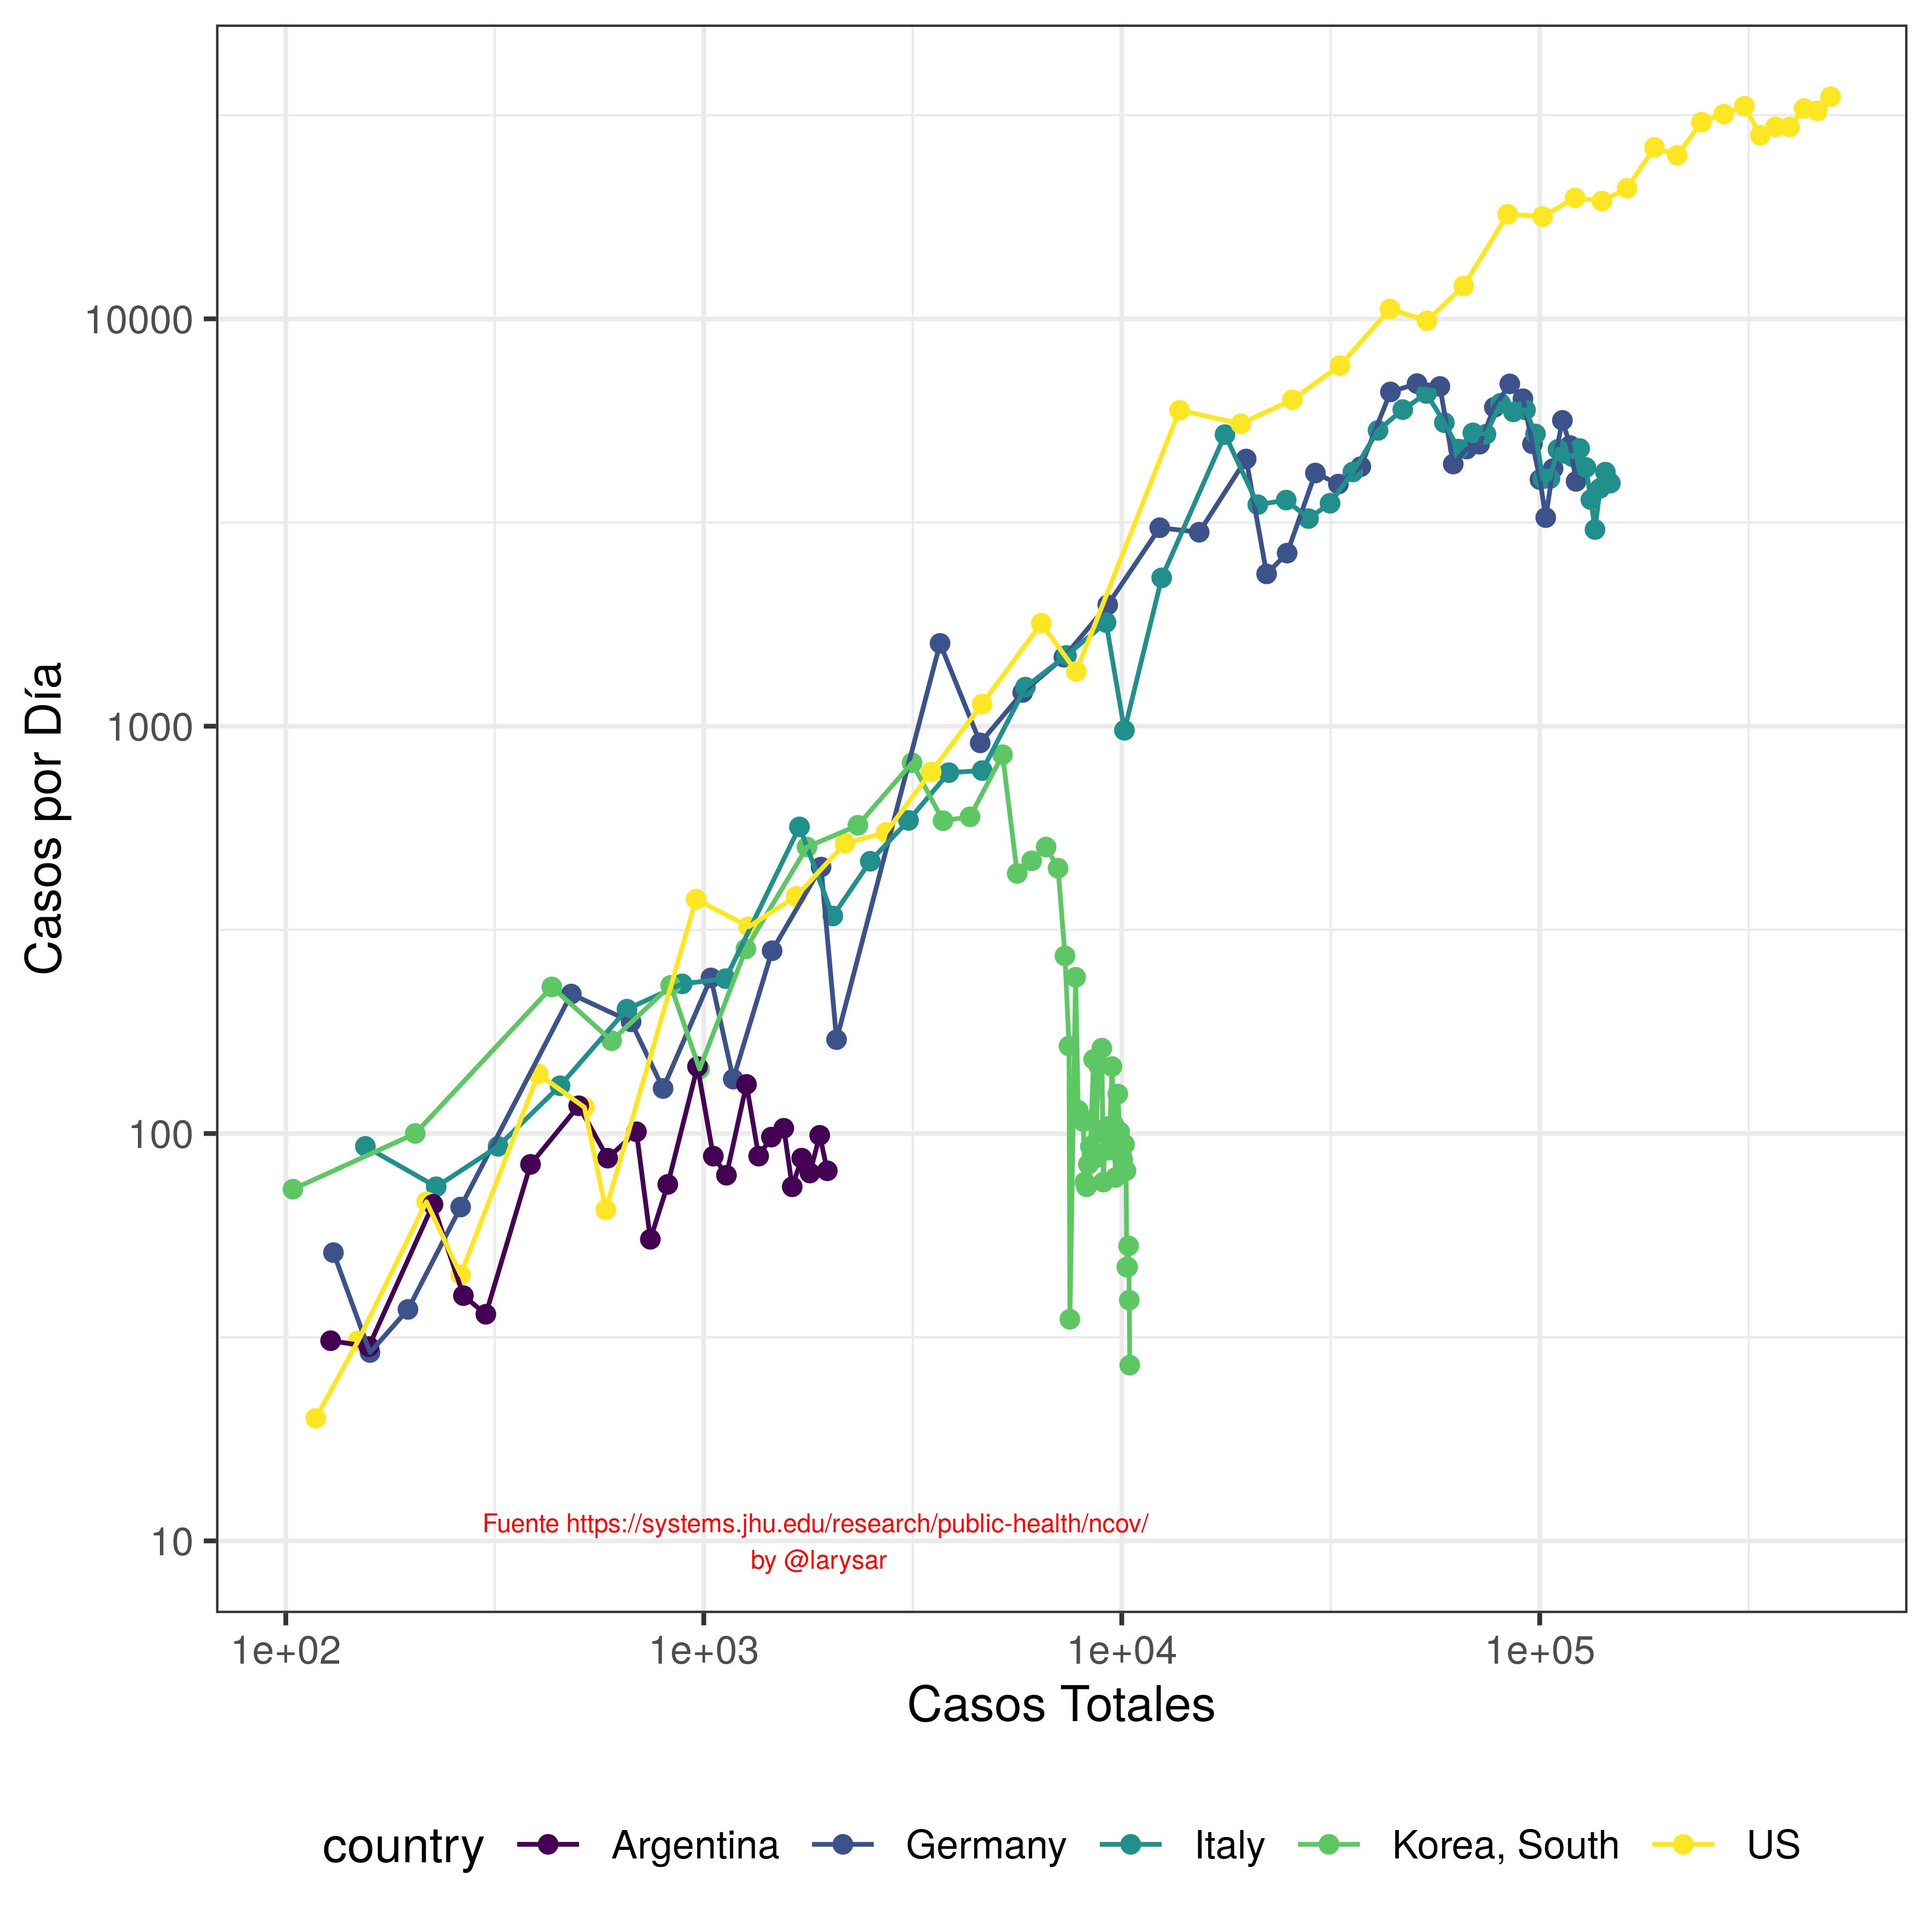 Casos por Día
10000
1000
100
10
Fuente https://systems.jhu.edu/research/public-health/ncov/
by @larysar
1e+02 1e+03 1e+04 1e+05
Casos Totales
country Argentina Germany Italy Korea, South US